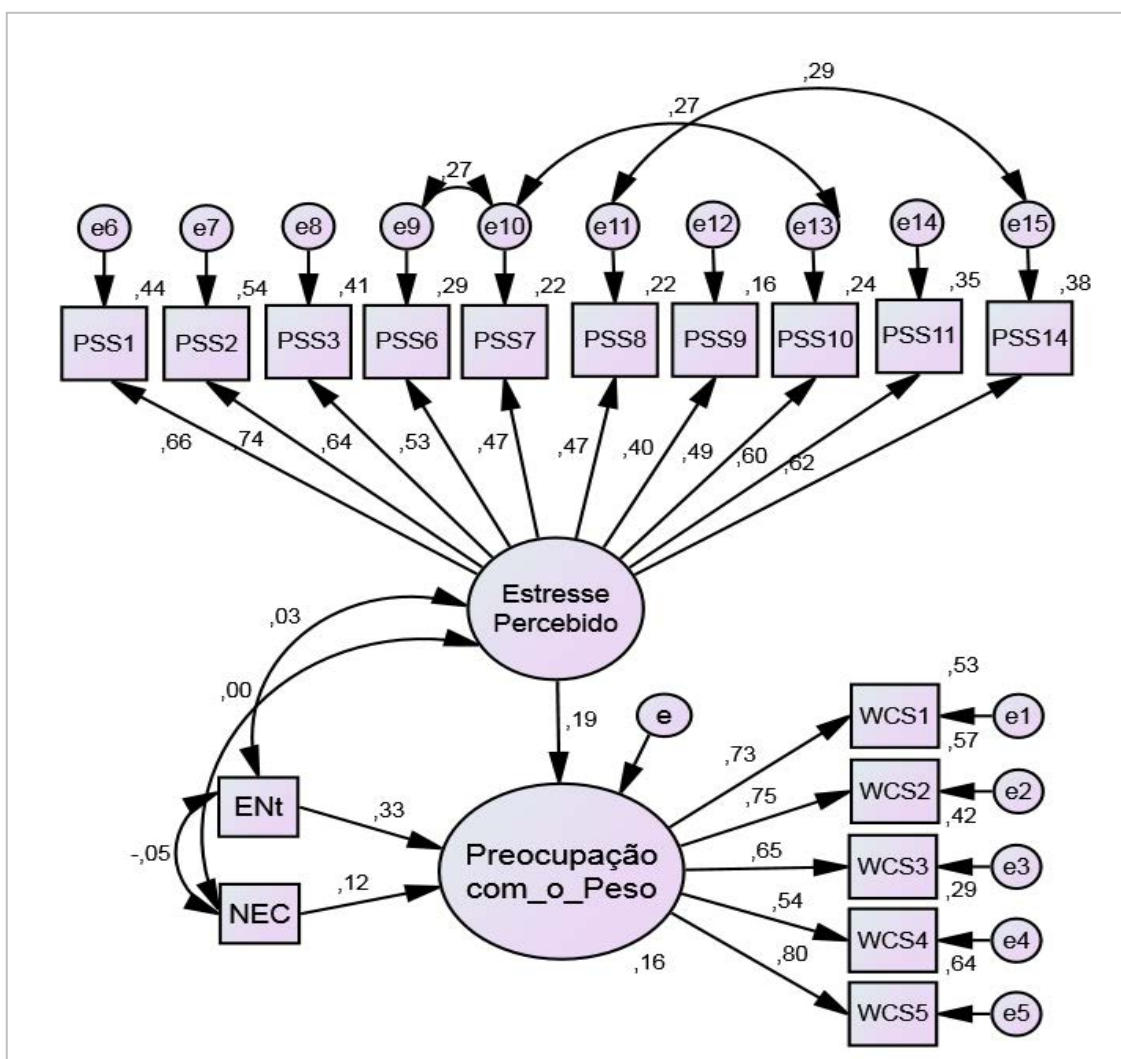 ,29
,27
,27
e6 e7 e8 e9 e10 e11 e12 e13 e14 e15
,44 ,54 ,41 ,29 ,22 ,22 ,16 ,24 ,35 ,38
PSS1 PSS2 PSS3 PSS6 PSS7 PSS8 PSS9 PSS10 PSS11 PSS14
,66 ,74 ,64 ,53 ,47 ,47 ,40 ,49 ,60 ,62
Estresse
Percebido
,03
,00
,19
e
ENt
,33
-,05
NEC
,12
Preocupação
com_o_Peso
,16
,53
,73
WCS1
e1
,57
,75
WCS2
e2
,42
,65
WCS3
e3
,29
,54
WCS4
e4
,64
,80
WCS5
e5